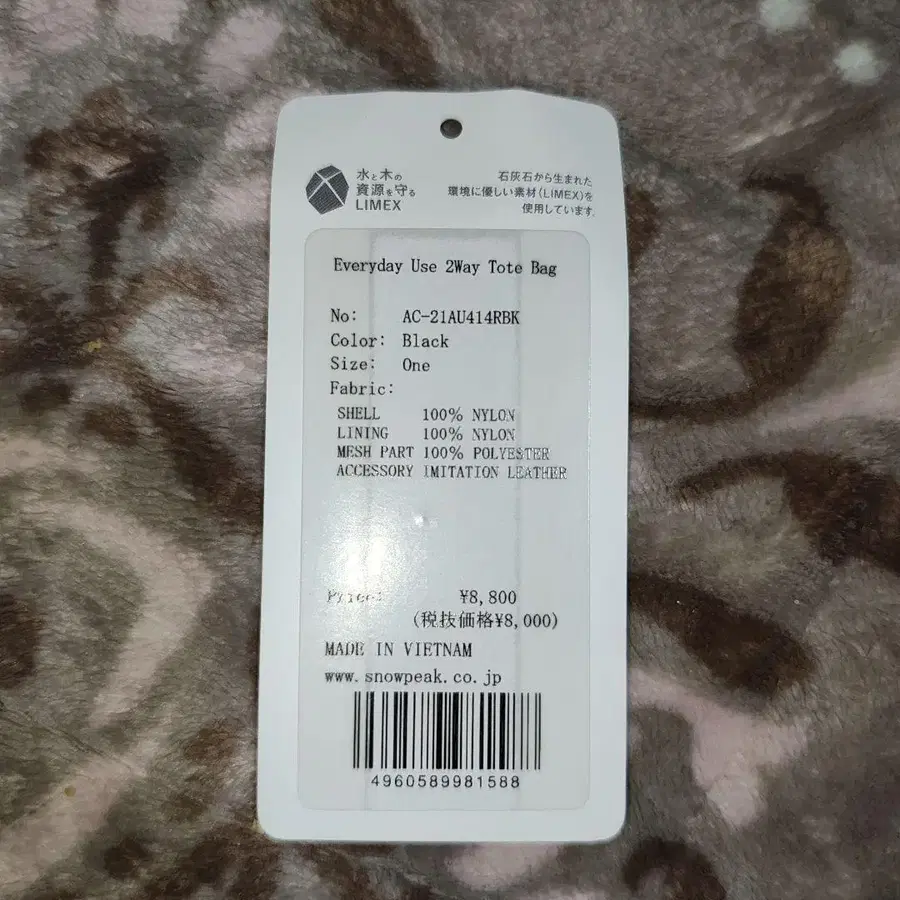 水と木の
資源を守る
LIMEX
石灰石から生まれた
環境に優しい素材(LIMEX)を
使用しています。
Everyday Use 2Way Tote Bag
No: AC-21AU414RBK
Color: Black
Size: One
Fabric:
SHELL 100% NYLON
LINING 100% NYLON
MESH PART 100% POLYESTER
ACCESSORY IMITATION LEATHER
Price: ¥8,800
(税抜価格¥8,000)
MADE IN VIETNAM
www.snowpeak.co.jp
4960589981588